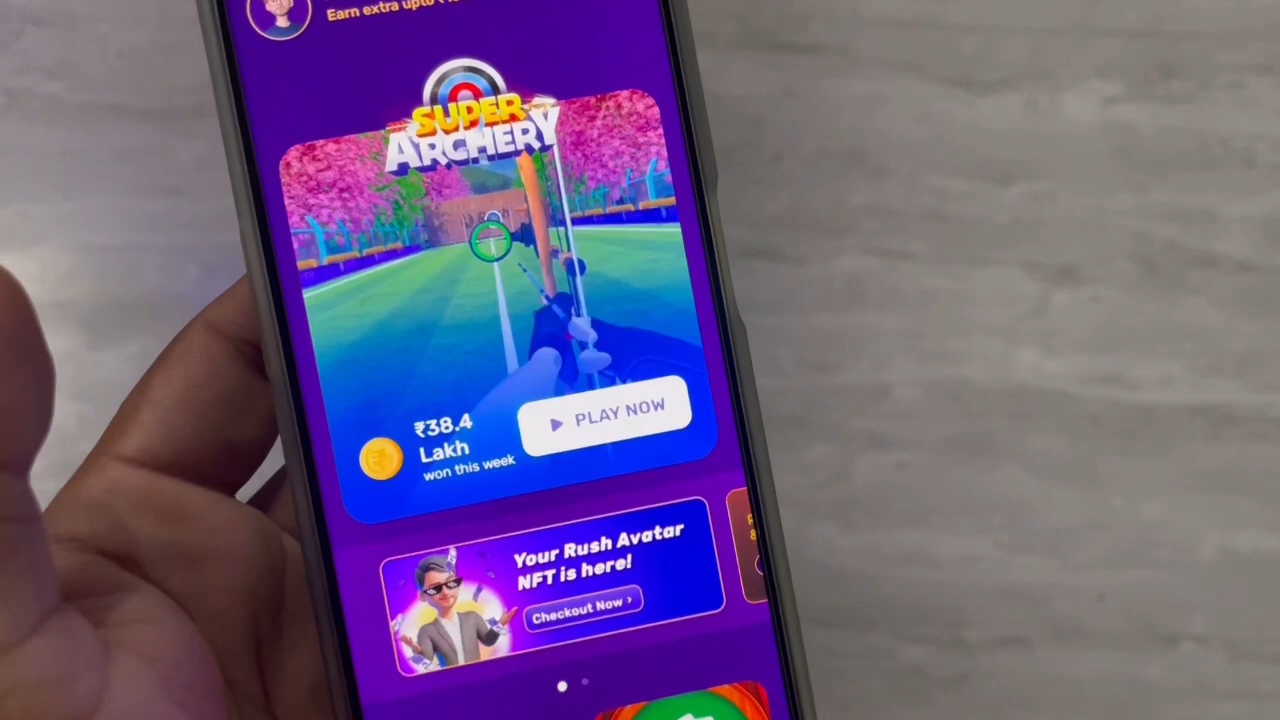 Earn extra upto ₹
SUPER
ARCHERY
₹38.4
Lakh
won this week
PLAY NOW
Your Rush Avatar
NFT is here!
Checkout Now ›